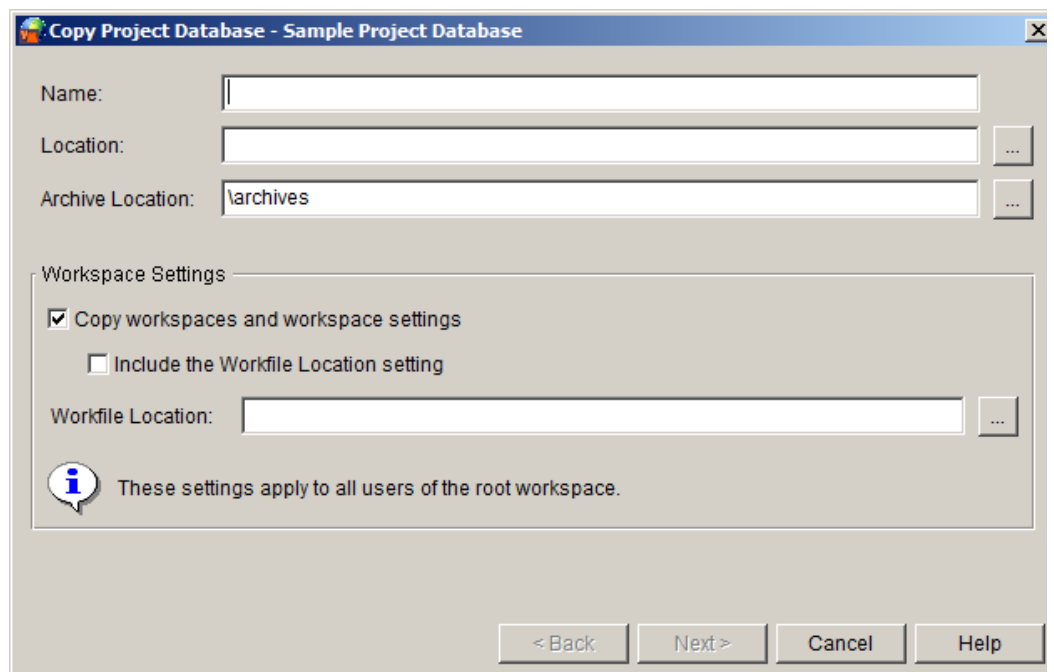 Copy Project Database - Sample Project Database
Name:
Location:
...
Archive Location: \archives
...
Workspace Settings
Copy workspaces and workspace settings
Include the Workfile Location setting
Workfile Location:
...
These settings apply to all users of the root workspace.
< Back Next > Cancel Help